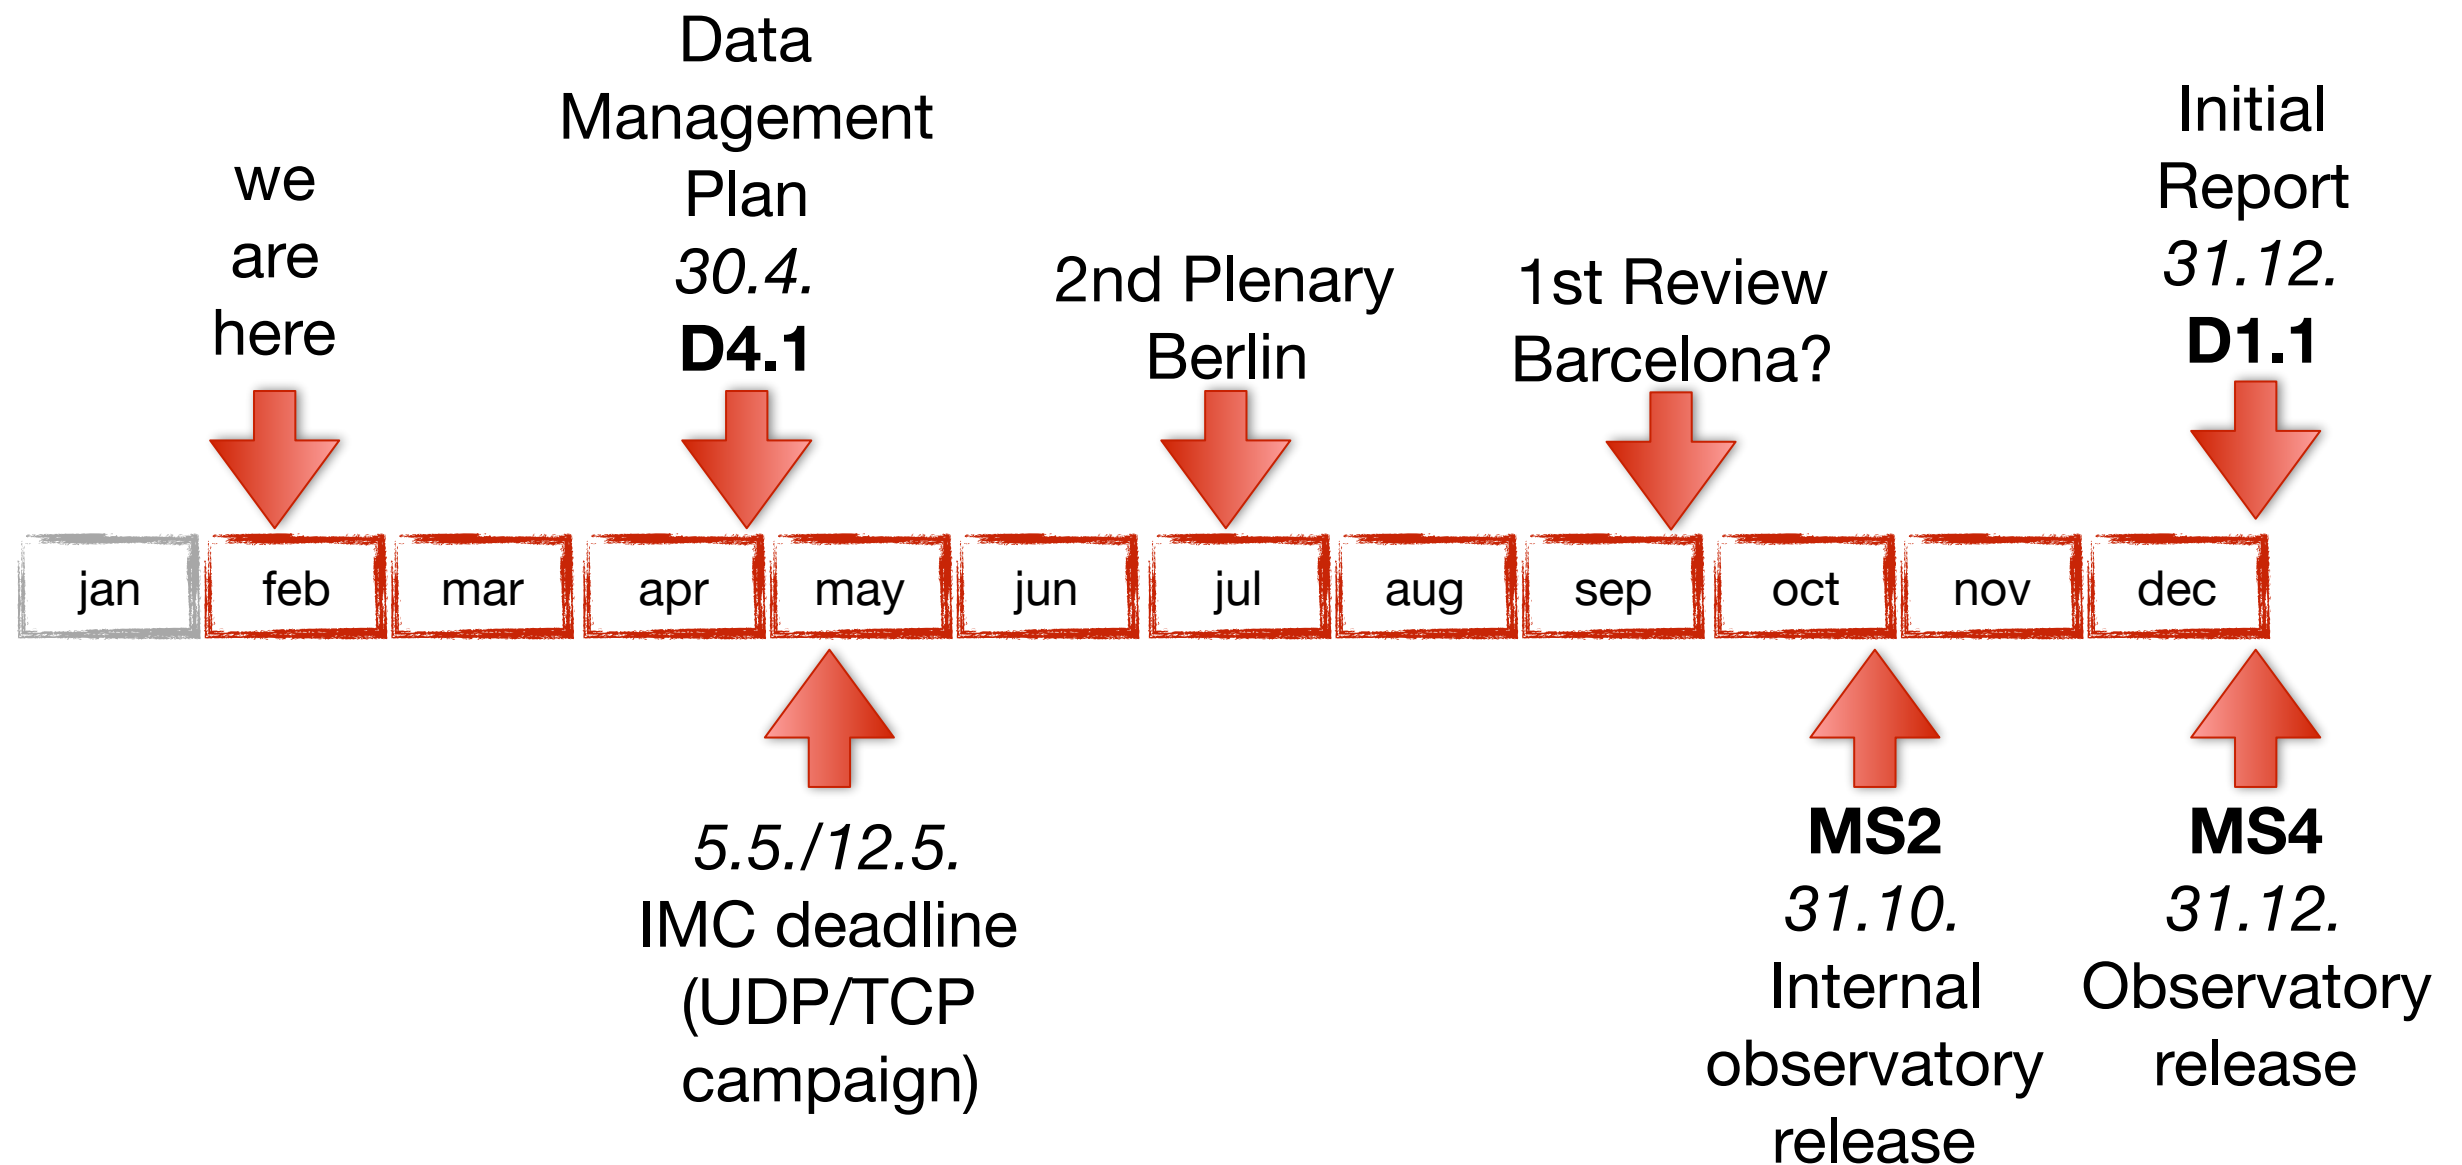 we
are
here
Data
Management
Plan
30.4.
D4.1
2nd Plenary
Berlin
1st Review
Barcelona?
Initial
Report
31.12.
D1.1
jan
feb
mar
apr
may
jun
jul
aug
sep
oct
nov
dec
5.5./12.5.
IMC deadline
(UDP/TCP
campaign)
MS2
31.10.
Internal
observatory
release
MS4
31.12.
Observatory
release